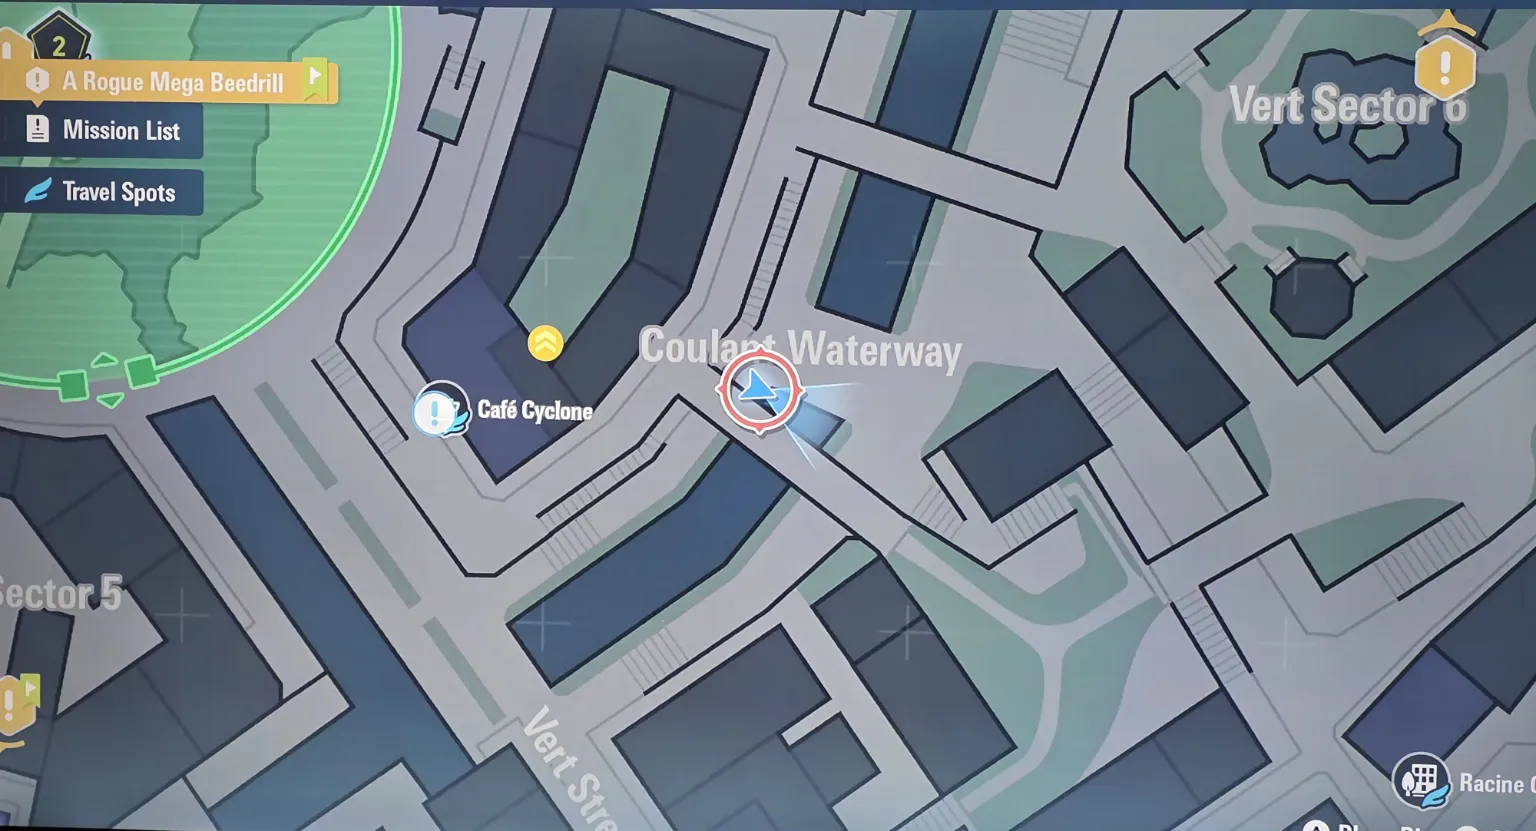 2
A Rogue Mega Beedrill
Mission List
Travel Spots
Vert Sector 6
Coulant Waterway
Café Cyclone
Sector 5
Vert
Racine